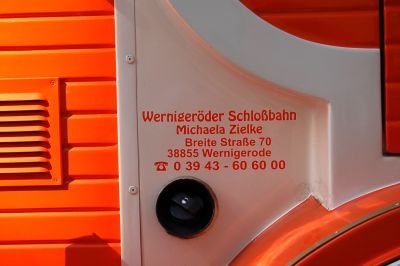 Wernigeröder Schloßbahn
Michaela Zielke
Breite Straße 70
38855 Wernigerode
☎ 0 39 43 - 60 60 00